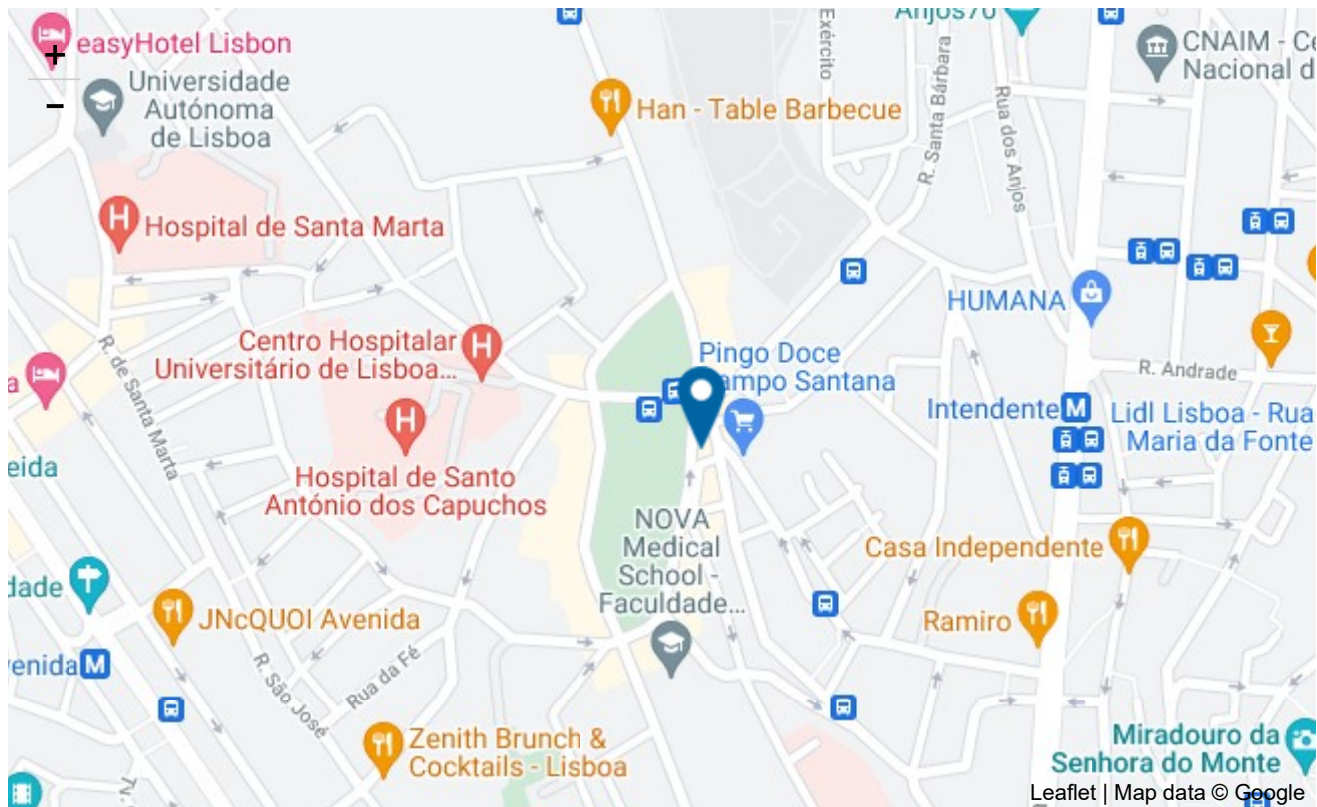 Anjos70
easyHotel Lisbon
+
Universidade
Autónoma
de Lisboa
−
Exército
R. Santa Bárbara
CNAIM - Ce
Nacional d
Han - Table Barbecue
Rua dos Anjos
H
Hospital de Santa Marta
HUMANA
R. de Santa Marta
Centro Hospitalar
Universitário de Lisboa...
H
Pingo Doce
ampo Santana
R. Andrade
a
Intendente
M
Lidl Lisboa - Rua
Maria da Fonte
H
eida
Hospital de Santo
António dos Capuchos
NOVA
Medical
School -
Faculdade...
Casa Independente
dade
JNcQUOI Avenida
Ramiro
venida
M
R. São José
Rua da Fé
Zenith Brunch &
Cocktails - Lisboa
Miradouro da
Senhora do Monte
Tv.
Leaflet | Map data © Google